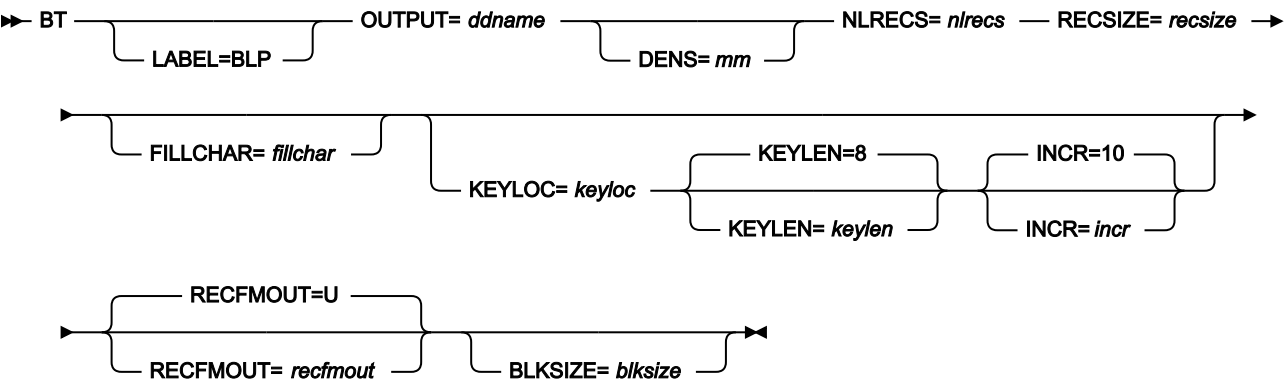 BT OUTPUT= ddname NLRECS= nlrecs RECSIZE= recsize
LABEL=BLP DENS= mm
FILLCHAR= fillchar
KEYLEN=8 INCR=10
KEYLOC= keyloc
KEYLEN= keylen INCR= incr
RECFMOUT=U
RECFMOUT= recfmout BLKSIZE= blksize